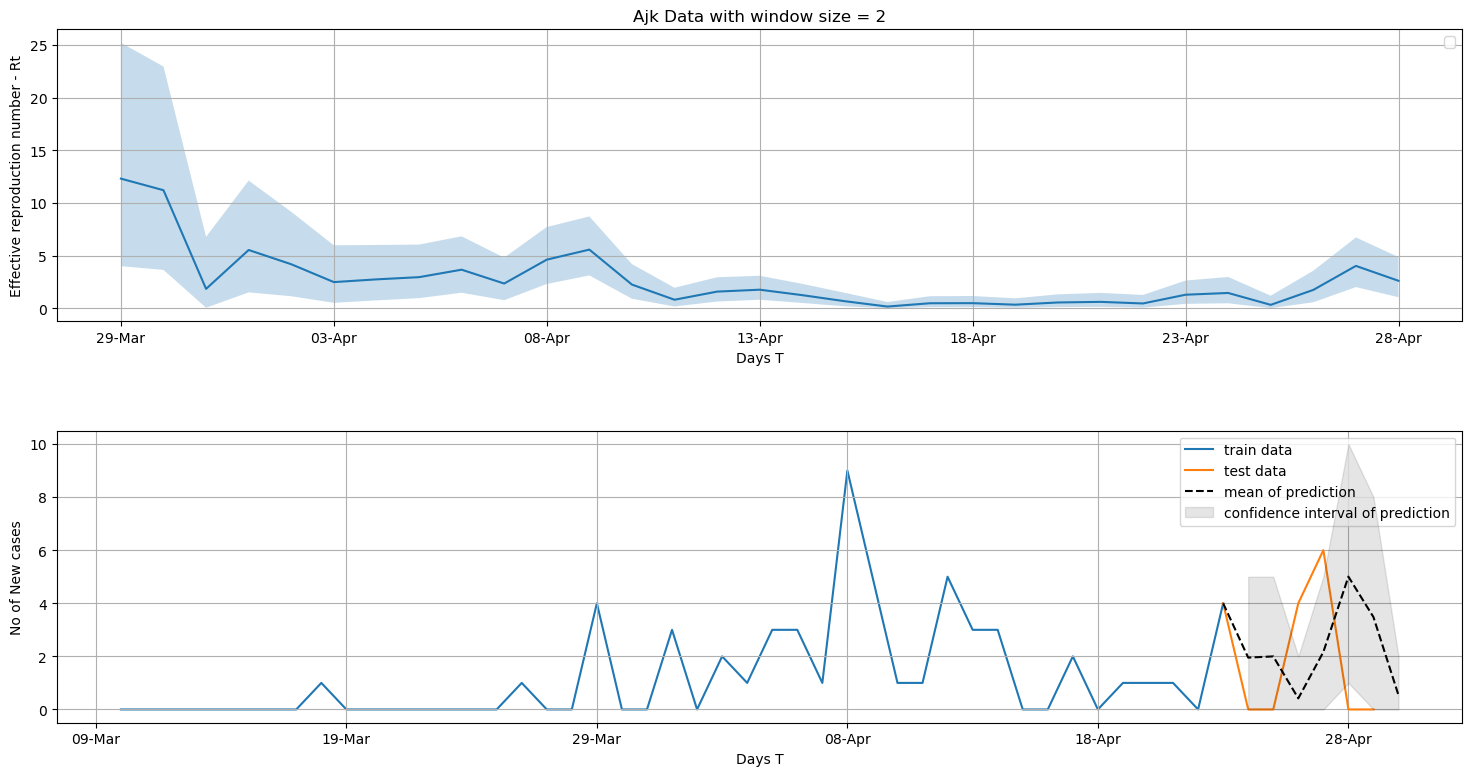 Ajk Data with window size = 2
Effective reproduction number - Rt
25
20
15
10
5
0
29-Mar 03-Apr 08-Apr 13-Apr 18-Apr 23-Apr 28-Apr
Days T
No of New cases
10
8
6
4
2
0
train data
test data
mean of prediction
confidence interval of prediction
09-Mar 19-Mar 29-Mar 08-Apr 18-Apr 28-Apr
Days T